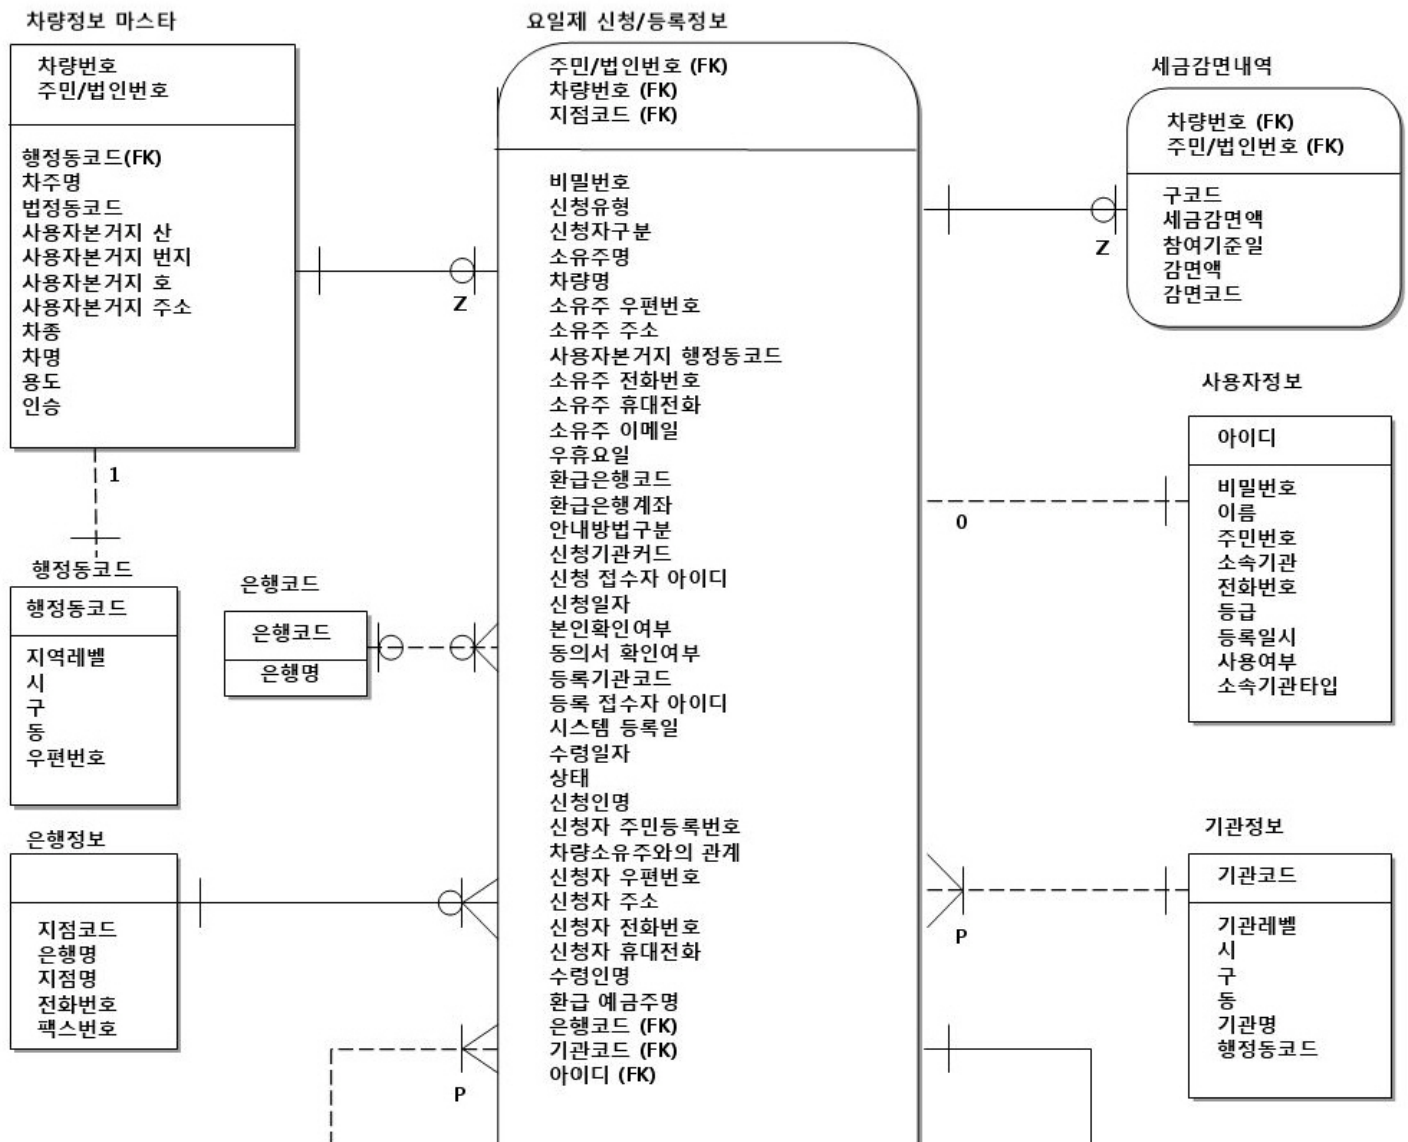 차량정보 마스타
차량번호
주민/법인번호
행정동코드(FK)
차주명
법정동코드
사용자본거지 산
사용자본거지 번지
사용자본거지 호
사용자본거지 주소
차종
차명
용도
인승
1
행정동코드
행정동코드
지역레벨
시
구
동
우편번호
은행코드
은행코드
은행명
은행정보
지점코드
은행명
지점명
전화번호
팩스번호
Z
P
요일제 신청/등록정보
주민/법인번호 (FK)
차량번호 (FK)
지점코드 (FK)
비밀번호
신청유형
신청자구분
소유주명
차량명
소유주 우편번호
소유주 주소
사용자본거지 행정동코드
소유주 전화번호
소유주 휴대전화
소유주 이메일
우휴요일
환급은행코드
환급은행계좌
안내방법구분
신청기관커드
신청 접수자 아이디
신청일자
본인확인여부
동의서 확인여부
등록기관코드
등록 접수자 아이디
시스템 등록일
수령일자
상태
신청인명
신청자 주민등록번호
차량소유주와의 관계
신청자 우편번호
신청자 주소
신청자 전화번호
신청자 휴대전화
수령인명
환급 예금주명
은행코드 (FK)
기관코드 (FK)
아이디 (FK)
Z
0
P
세금감면내역
차량번호 (FK)
주민/법인번호 (FK)
구코드
세금감면액
참여기준일
감면액
감면코드
사용자정보
아이디
비밀번호
이름
주민번호
소속기관
전화번호
등급
등록일시
사용여부
소속기관타입
기관정보
기관코드
기관레벨
시
구
동
기관명
행정동코드